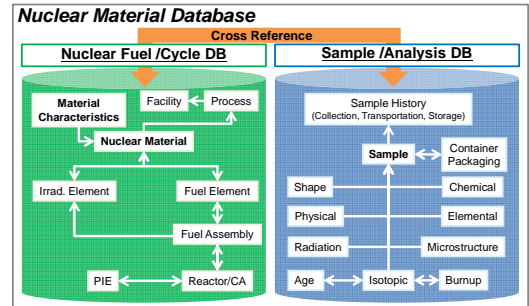 Nuclear Material Database
Cross Reference
Nuclear Fuel /Cycle DB
Sample /Analysis DB
Material
Characteristics
Facility
Process
Nuclear Material
Irrad. Element
Fuel Element
Fuel Assembly
PIE
Reactor/CA
Sample History
(Collection, Transportation, Storage)
Sample
Container
Packaging
Shape
Chemical
Physical
Elemental
Radiation
Microstructure
Age
Isotopic
Burnup